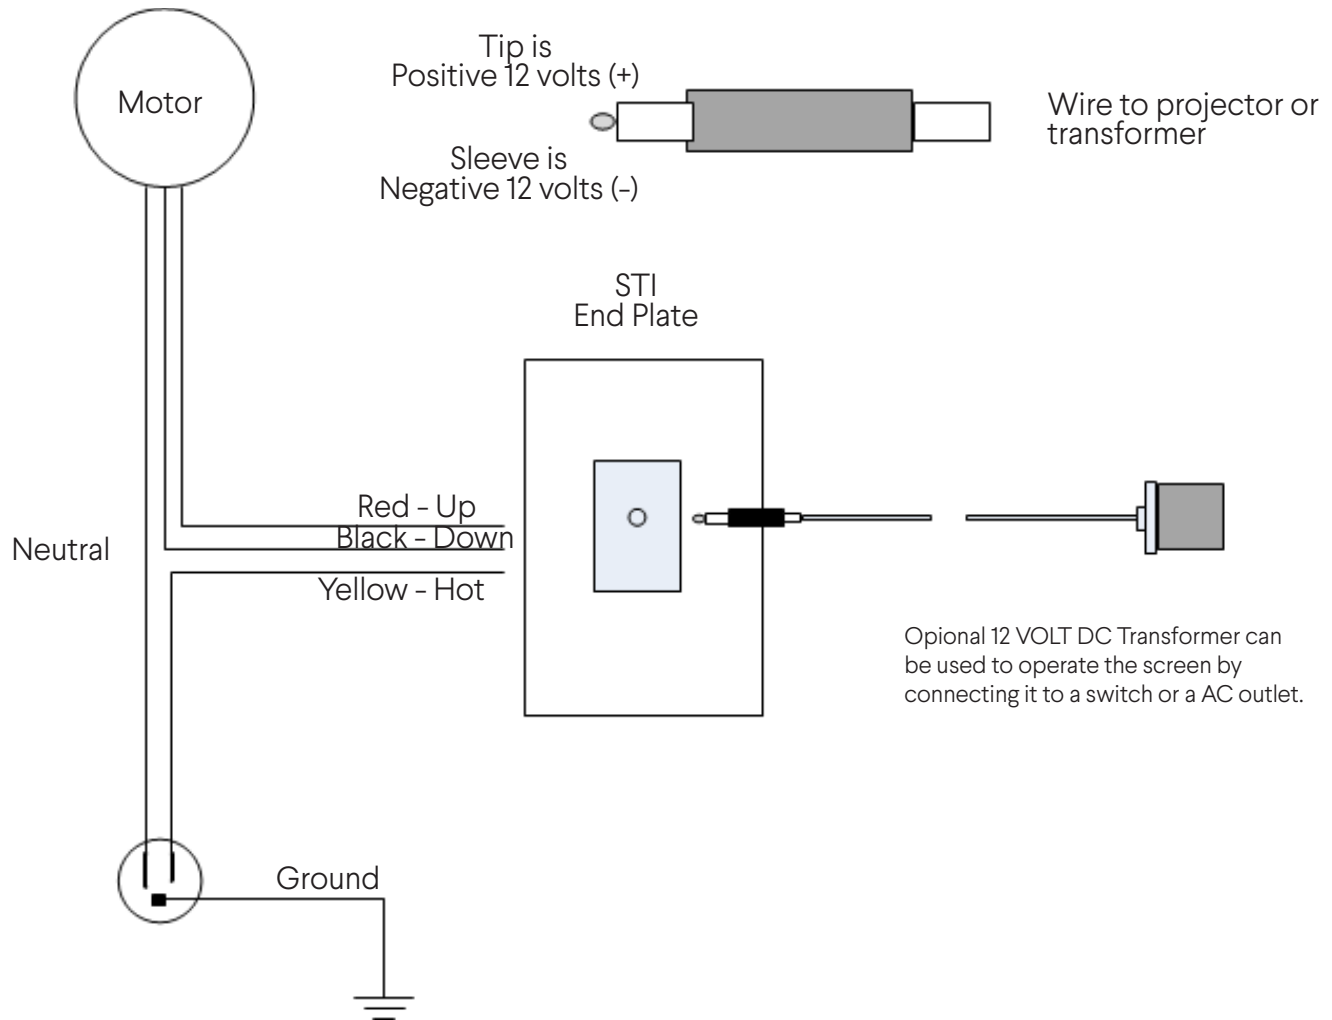 Motor
Tip is
Positive 12 volts (+)
Sleeve is
Negative 12 volts (-)
Wire to projector or
transformer
STI
End Plate
Red - Up
Black - Down
Yellow - Hot
Neutral
Opional 12 VOLT DC Transformer can
be used to operate the screen by
connecting it to a switch or a AC outlet.
Ground